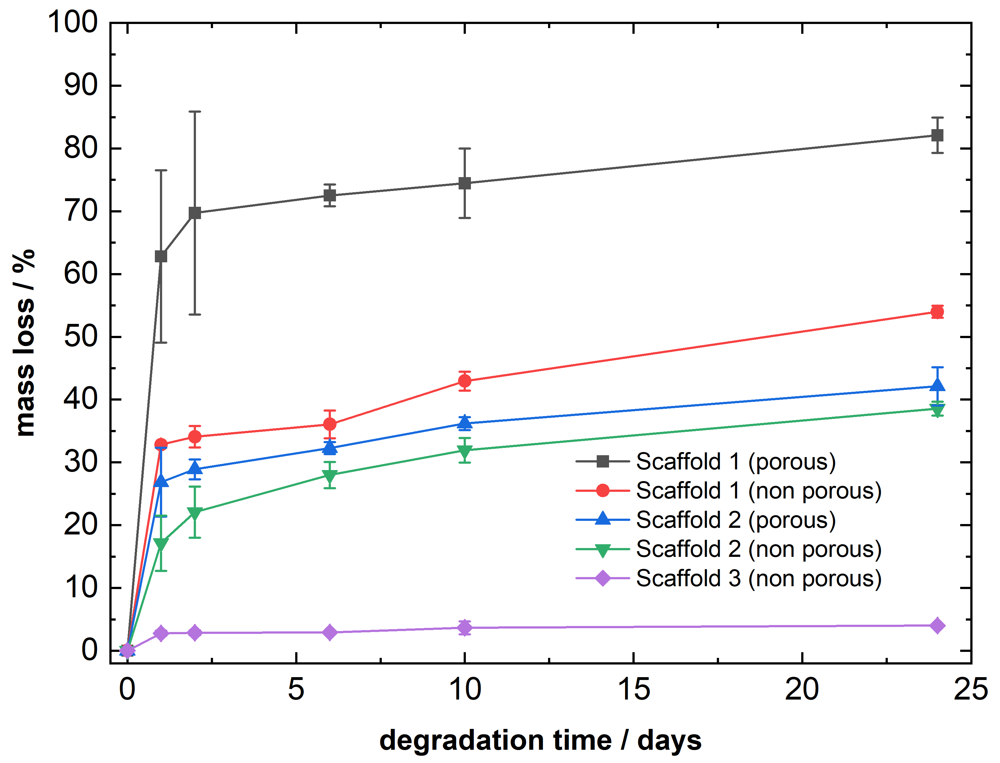 100
90
80
70
60
50
40
30
20
10
0
mass loss / %
Scaffold 1 (porous)
Scaffold 1 (non porous)
Scaffold 2 (porous)
Scaffold 2 (non porous)
Scaffold 3 (non porous)
0 5 10 15 20 25
degradation time / days